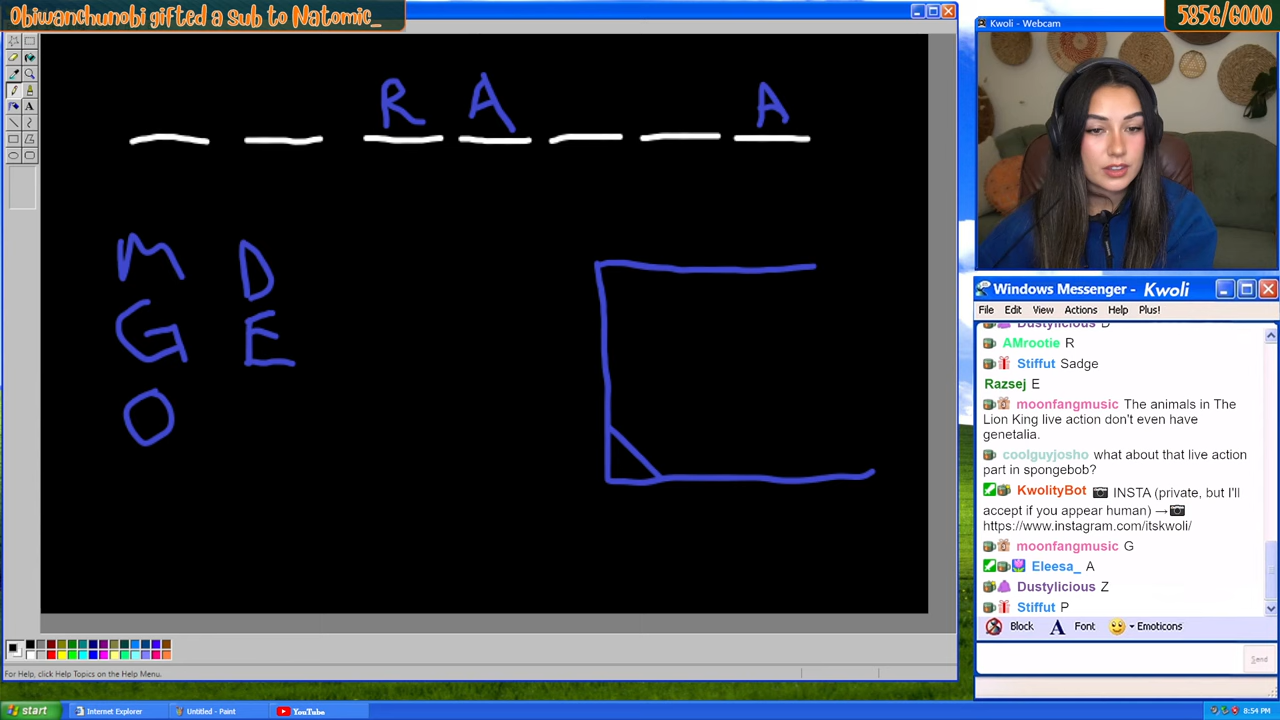 Obiwanchunobi gifted a sub to Natomic_
5856/6000
Kwoli - Webcam
R A A
M D
G E
O
Windows Messenger - Kwoli
File Edit View Actions Help Plus!
Dustylicious D
AMrootie R
Stiffut Sadge
Razsej E
moonfangmusic The animals in The
Lion King live action don't even have
genetalia.
coolguyjosho what about that live action
part in spongebob?
KwolityBot INSTA (private, but I'll
accept if you appear human) →
https://www.instagram.com/itskwoli/
moonfangmusic G
Eleesa_ A
Dustylicious Z
Stiffut P
Block Font Emoticons
Send
For Help, click Help Topics on the Help Menu.
start Internet Explorer Untitled - Paint YouTube 8:54 PM